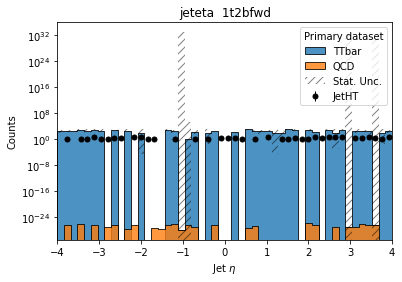 jeteta 1t2bfwd
Counts
10^32
10^24
10^16
10^8
10^0
10^−8
10^−16
10^−24
Primary dataset
TTbar
QCD
Stat. Unc.
JetHT
−4 −3 −2 −1 0 1 2 3 4
Jet η